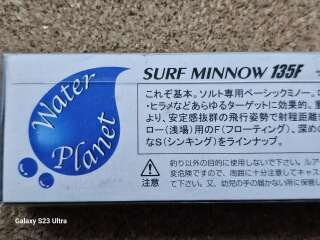 Water
Planet
SURF MINNOW 135F
これぞ基本。ソルト専用ベーシックミノー。
・ヒラメなどあらゆるターゲットに効果的。重
より、安定感抜群の飛行姿勢で射程距離
ロー(浅場)用のF(フローティング)、深
なS(シンキング)をラインナップ。
注意
釣り以外の目的に使用しないで下さい。ルア
変危険ですので、周囲に十分注意してキャス
す。又、幼児の手の届かない所に保管し
Galaxy S23 Ultra